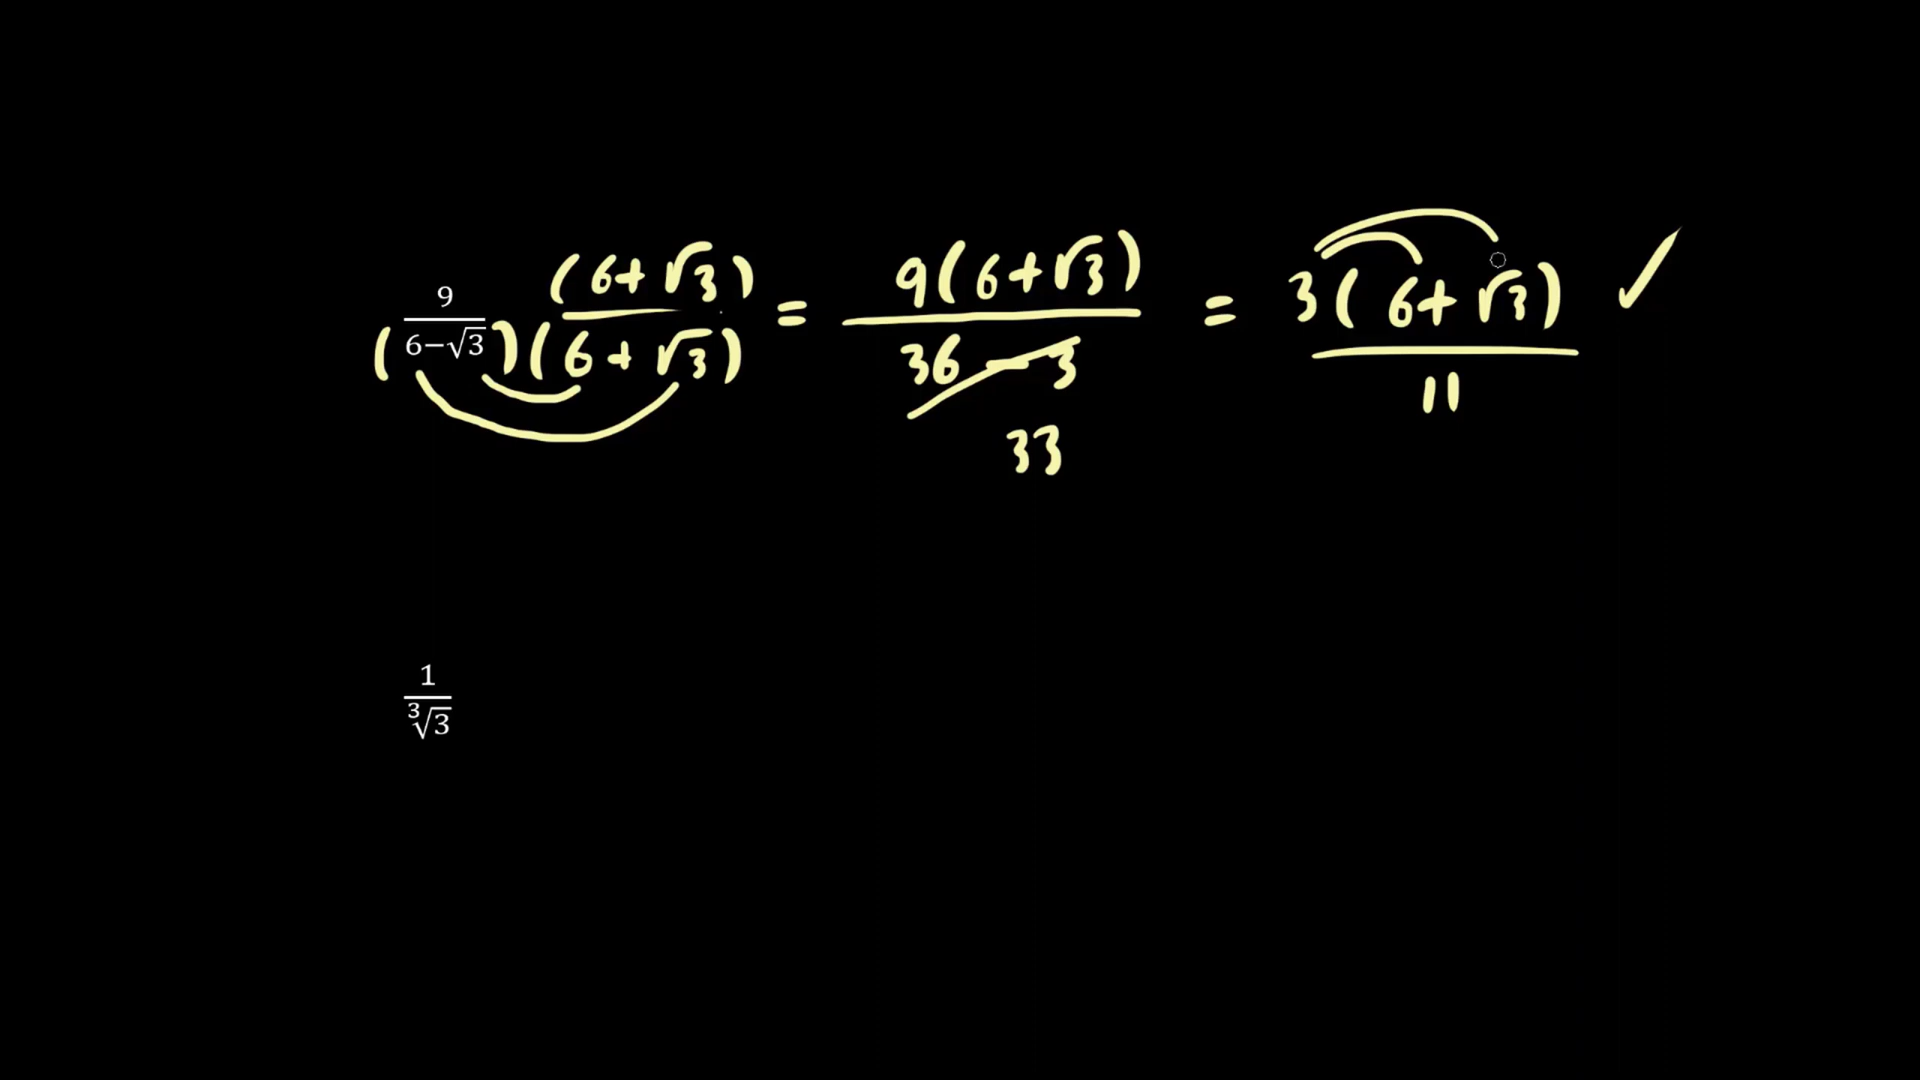 9/(6−√3) (6+√3)/(6+√3) = 9(6+√3)/(36−3) = 3(6+√3)/11 ✓
33
1/∛3